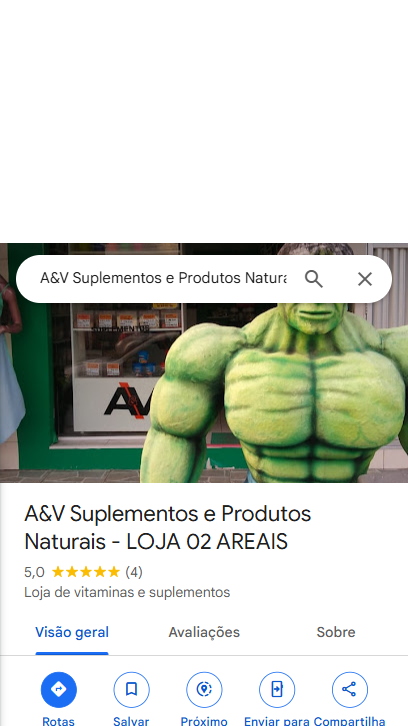 A&V Suplementos e Produtos Natura
SUPLEMENTOS
AV
A&V Suplementos e Produtos
Naturais - LOJA 02 AREAIS
5,0 ★★★★★ (4)
Loja de vitaminas e suplementos
Visão geral Avaliações Sobre
Rotas Salvar Próximo Enviar para Compartilha